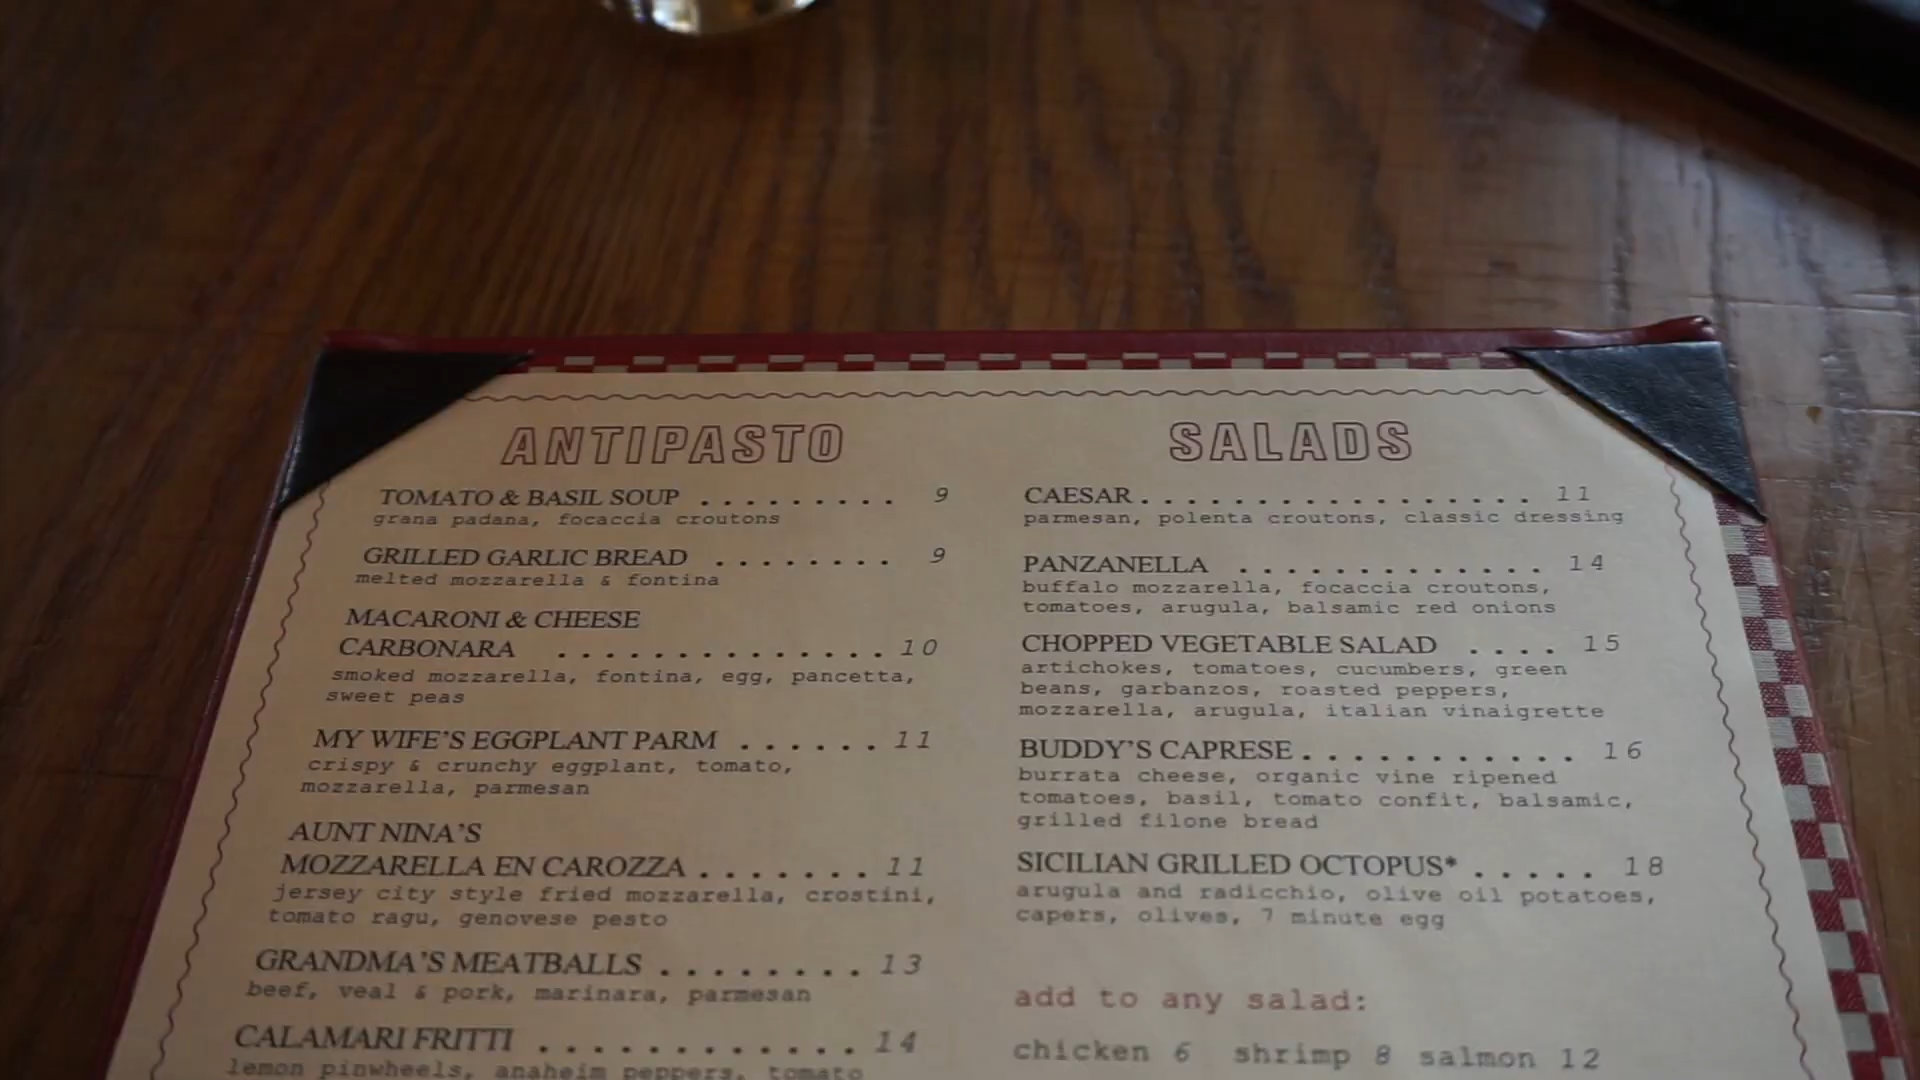 ANTIPASTO
TOMATO & BASIL SOUP ......... 9
grana padana, focaccia croutons
GRILLED GARLIC BREAD ........ 9
melted mozzarella & fontina
MACARONI & CHEESE
CARBONARA .............. 10
smoked mozzarella, fontina, egg, pancetta,
sweet peas
MY WIFE'S EGGPLANT PARM ...... 11
crispy & crunchy eggplant, tomato,
mozzarella, parmesan
AUNT NINA'S
MOZZARELLA EN CAROZZA ....... 11
jersey city style fried mozzarella, crostini,
tomato ragu, genovese pesto
GRANDMA'S MEATBALLS ........ 13
beef, veal & pork, marinara, parmesan
CALAMARI FRITTI ............. 14
lemon pinwheels, anaheim peppers, tomato
SALADS
CAESAR .................. 11
parmesan, polenta croutons, classic dressing
PANZANELLA ............. 14
buffalo mozzarella, focaccia croutons,
tomatoes, arugula, balsamic red onions
CHOPPED VEGETABLE SALAD .... 15
artichokes, tomatoes, cucumbers, green
beans, garbanzos, roasted peppers,
mozzarella, arugula, italian vinaigrette
BUDDY'S CAPRESE ........... 16
burrata cheese, organic vine ripened
tomatoes, basil, tomato confit, balsamic,
grilled filone bread
SICILIAN GRILLED OCTOPUS* ..... 18
arugula and radicchio, olive oil potatoes,
capers, olives, 7 minute egg
add to any salad:
chicken 6 shrimp 8 salmon 12